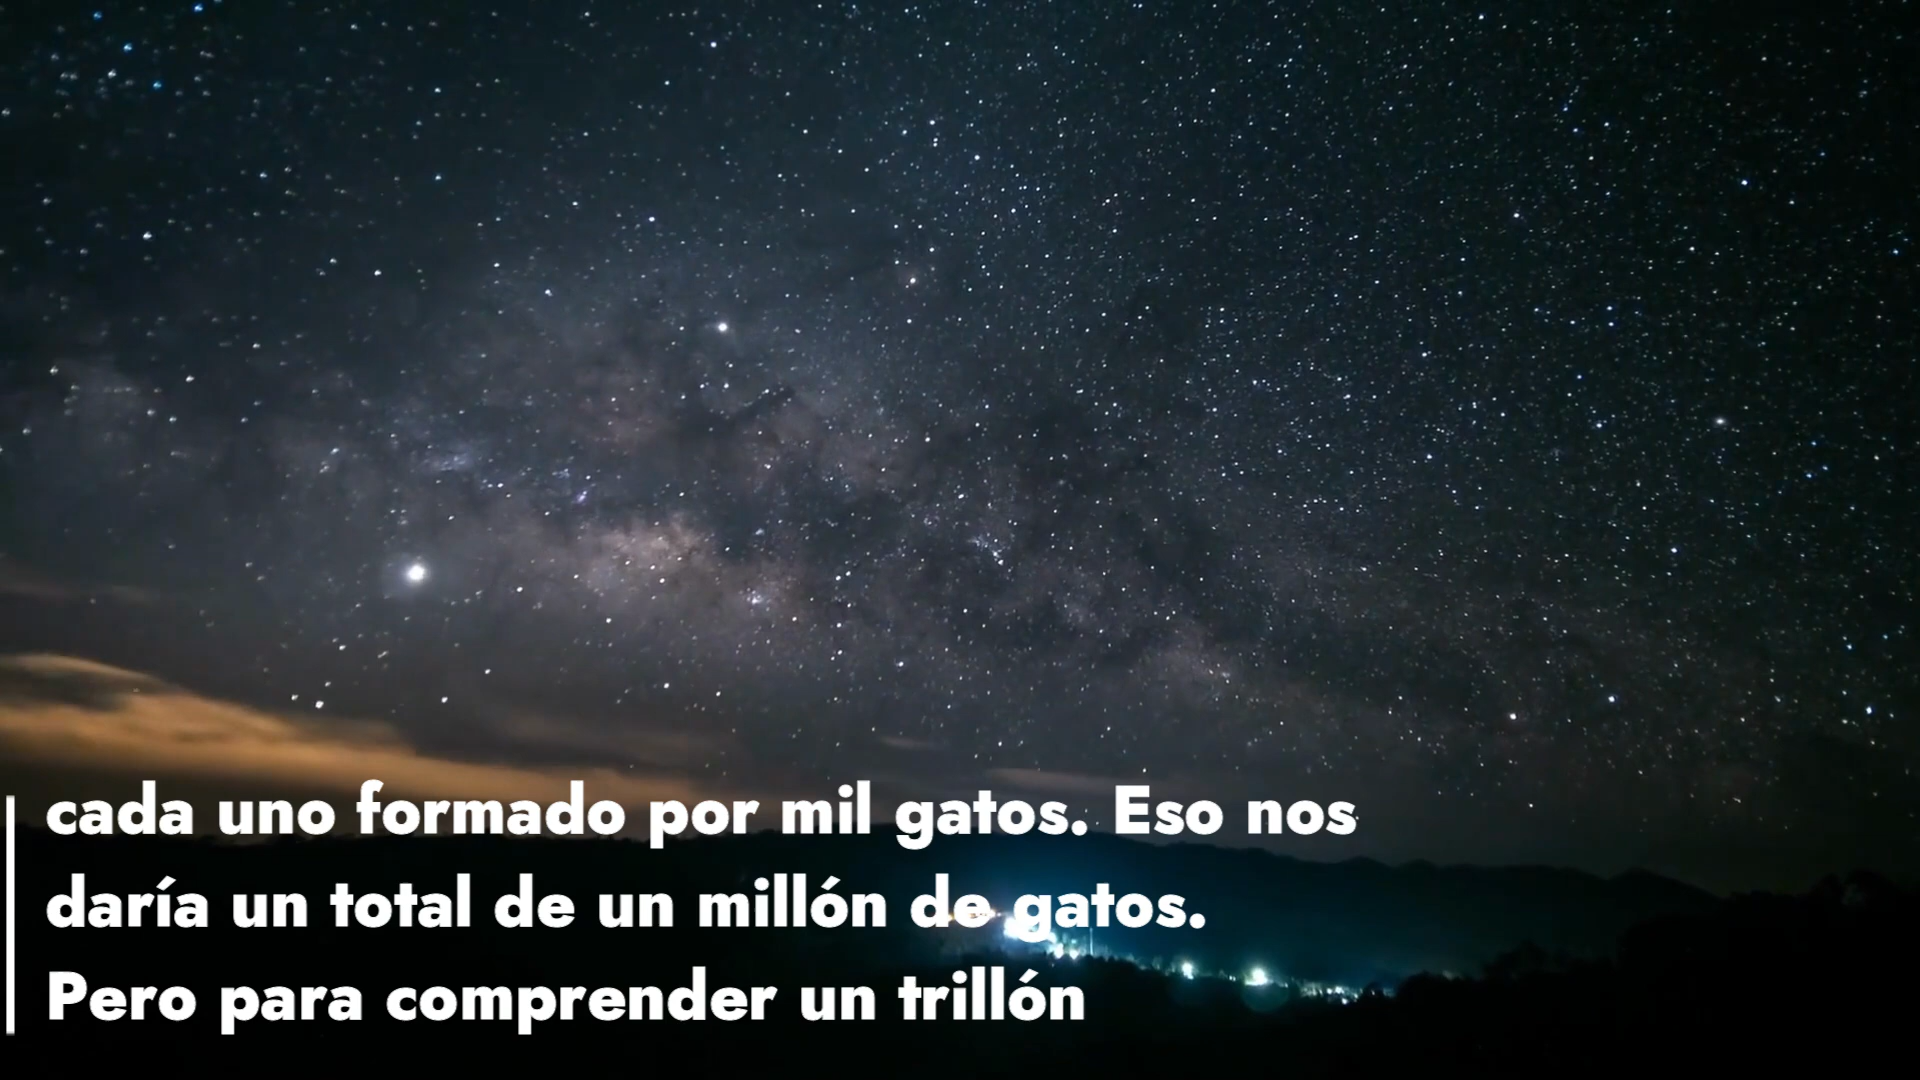 cada uno formado por mil gatos. Eso nos
daría un total de un millón de gatos.
Pero para comprender un trillón